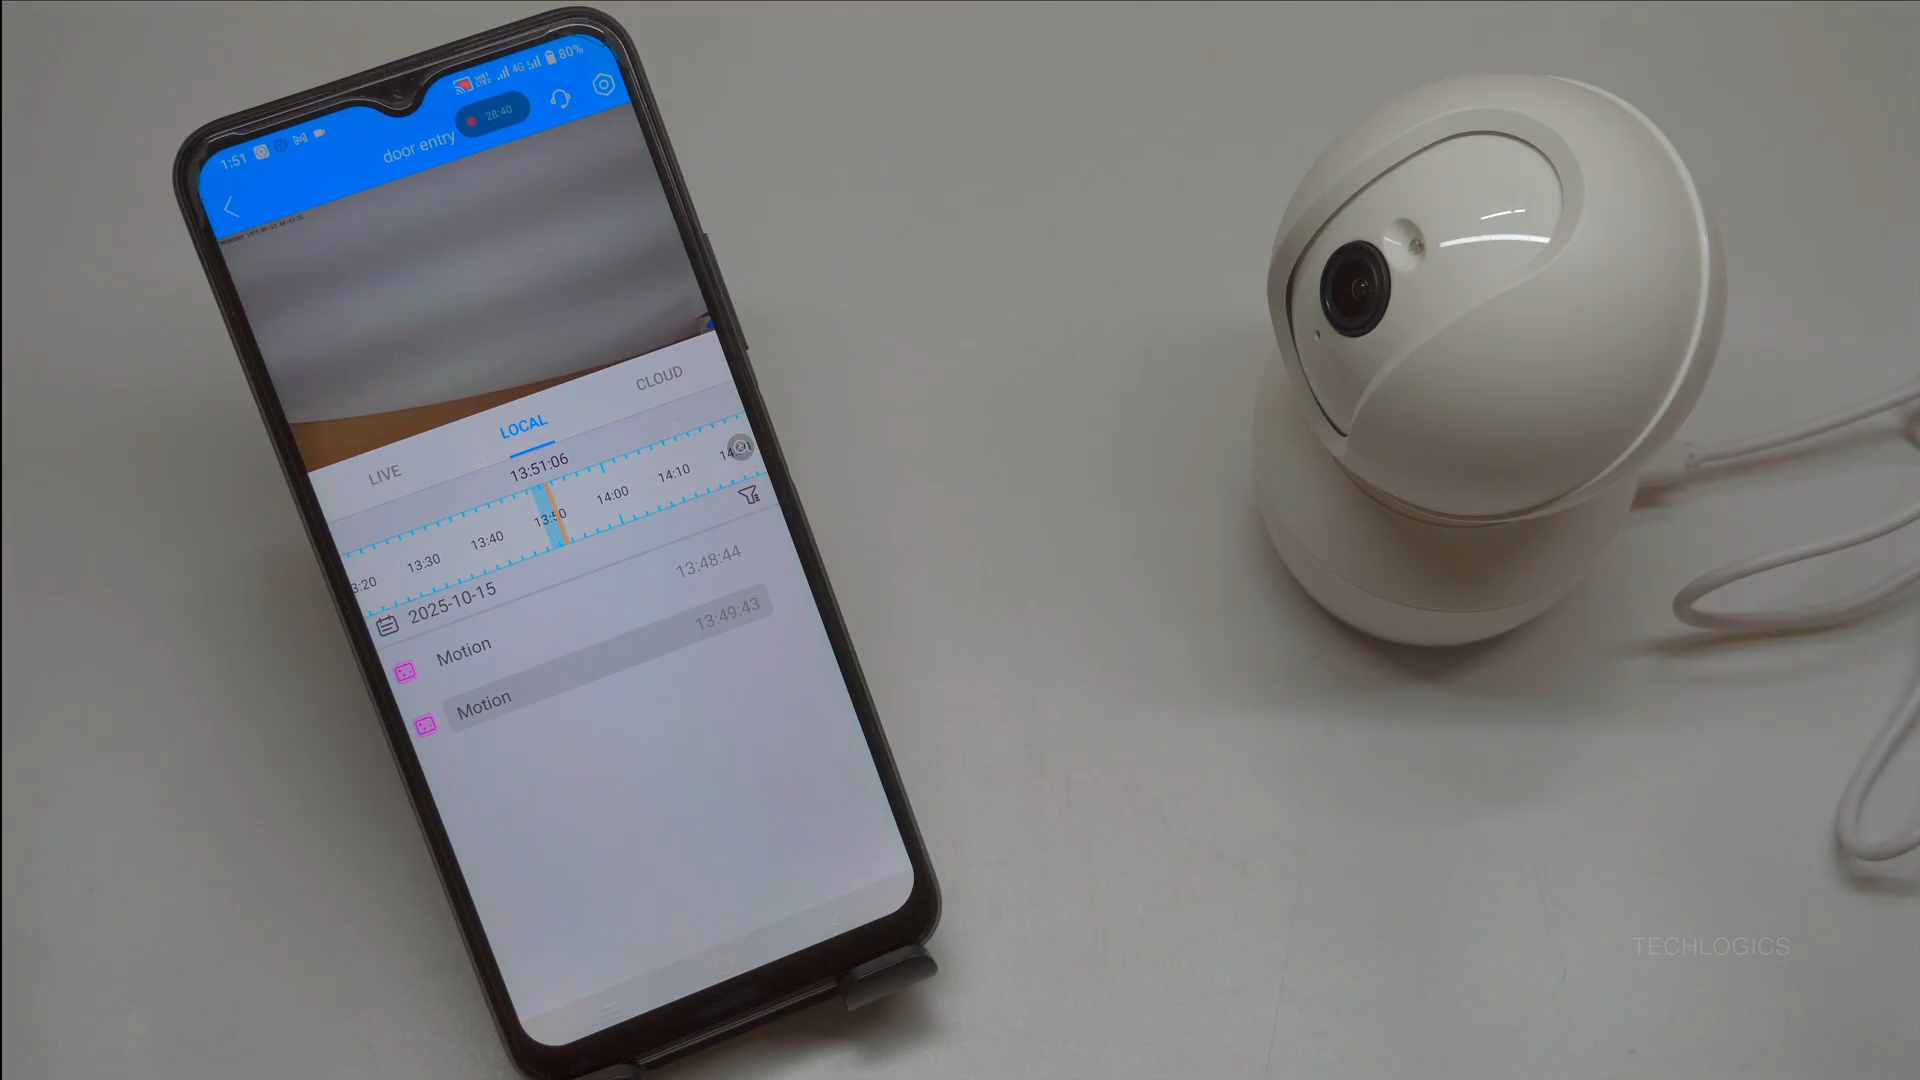 1:51 4G 80%
28:40
door entry
LIVE LOCAL CLOUD
13:51:06
3:20 13:30 13:40 13:50 14:00 14:10
2025-10-15
Motion 13:48:44
Motion 13:49:43
TECHLOGICS